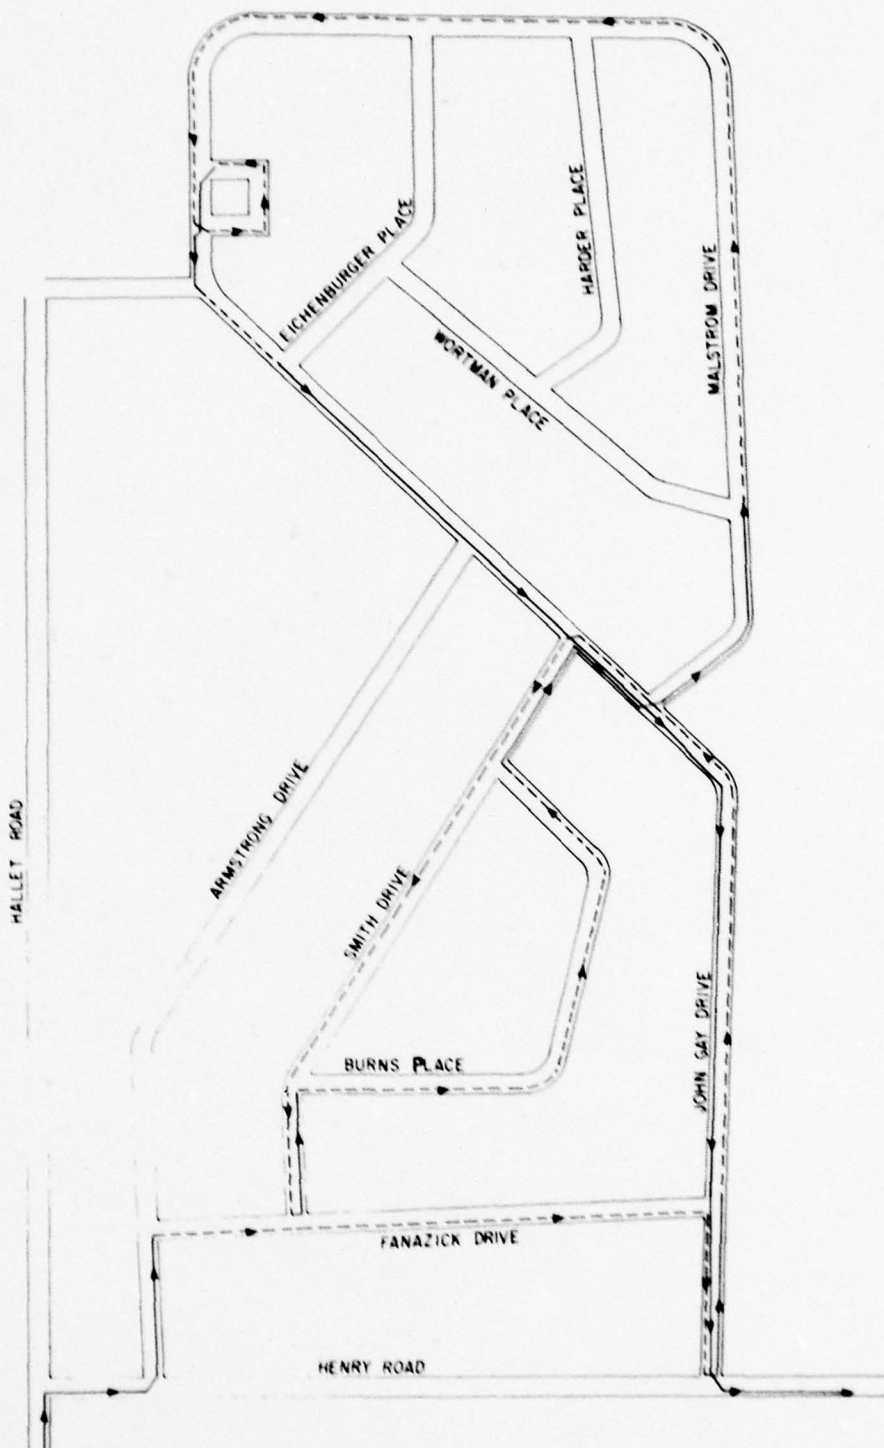 EICHENBURGER PLACE
HARDER PLACE
MALSTROM DRIVE
WORTMAN PLACE
HALLET ROAD
ARMSTRONG DRIVE
SMITH DRIVE
BURNS PLACE
JOHN GAY DRIVE
FANAZICK DRIVE
HENRY ROAD